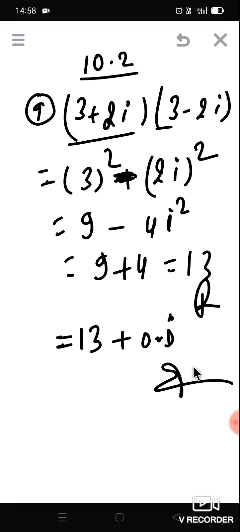 14:58
10.2
9 (3+2i)(3-2i)
=(3)² - (2i)²
= 9 - 4i²
= 9+4 = 13
=13 + 0.i
V RECORDER